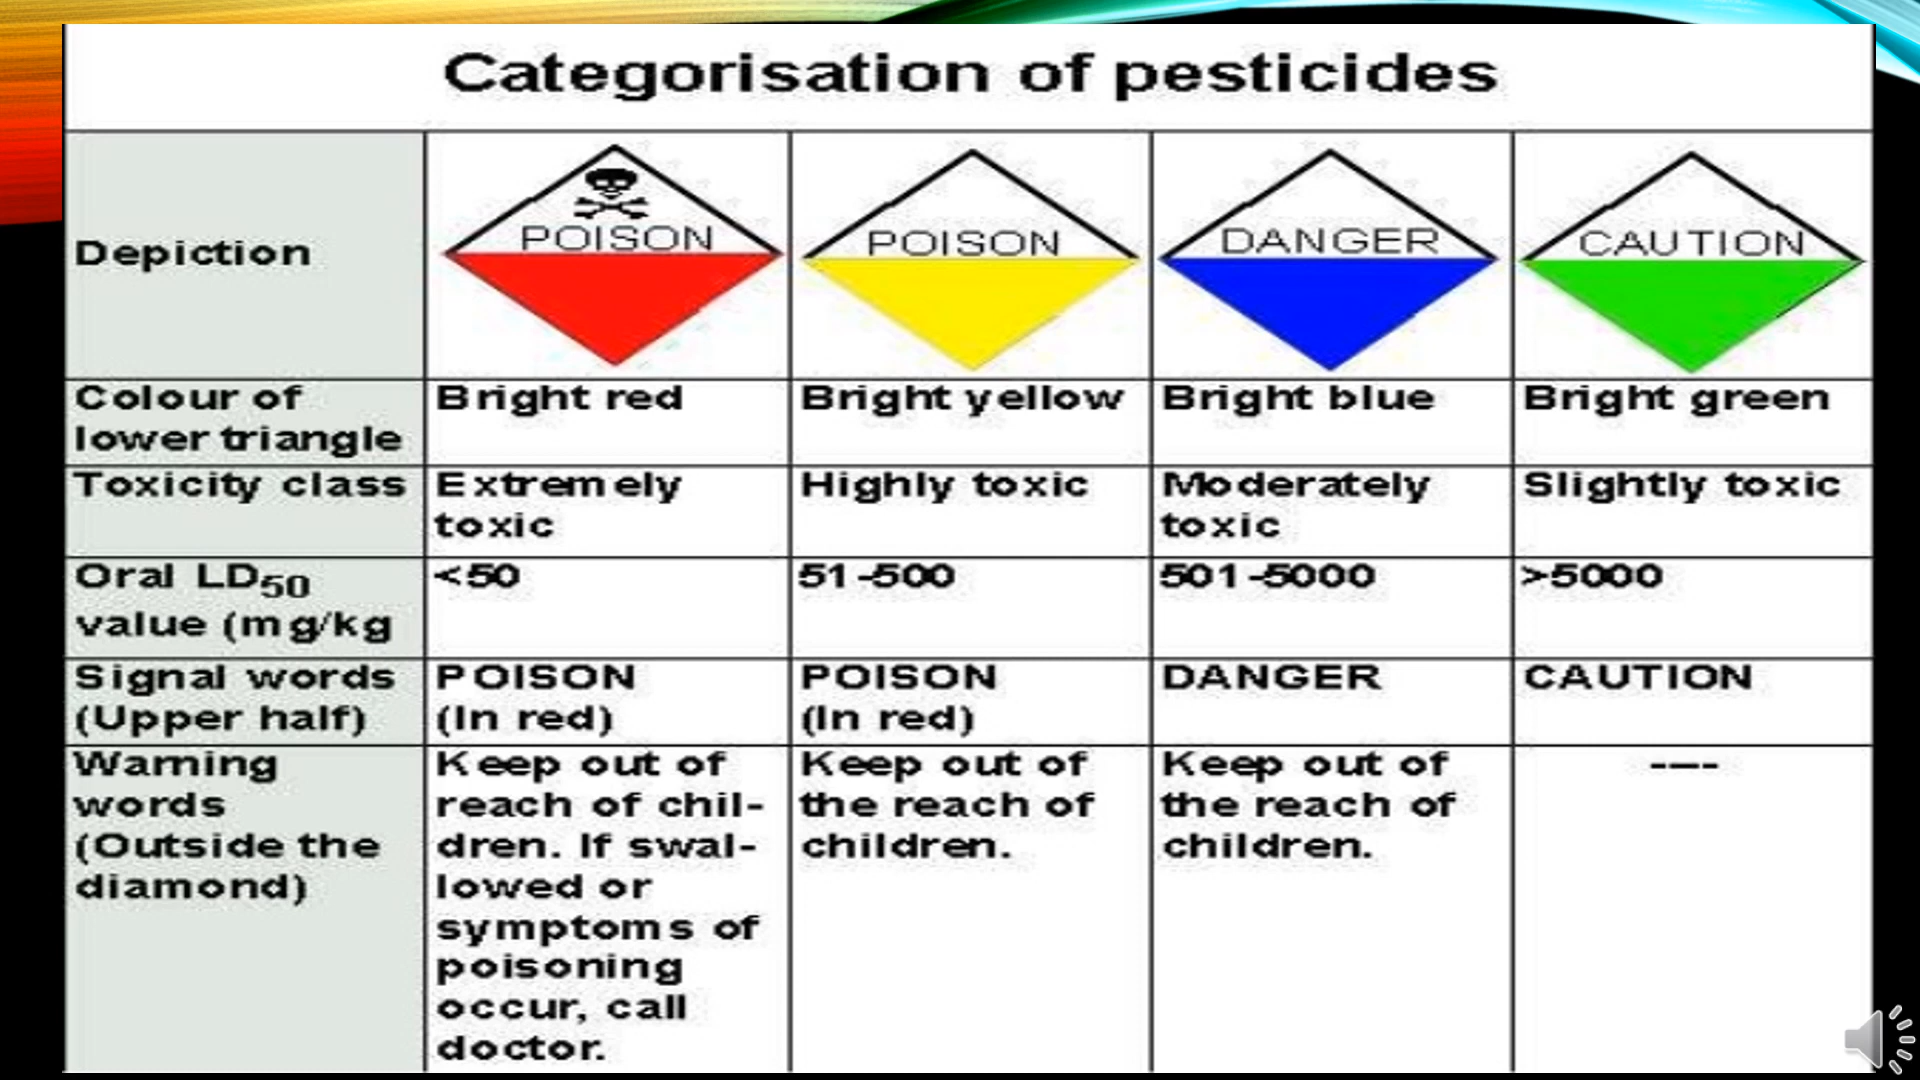 Categorisation of pesticides
Depiction
POISON
POISON
DANGER
CAUTION
Colour of
lower triangle
Bright red
Bright yellow
Bright blue
Bright green
Toxicity class
Extremely
toxic
Highly toxic
Moderately
toxic
Slightly toxic
Oral LD50
value (mg/kg
<50
51-500
501-5000
>5000
Signal words
(Upper half)
POISON
(In red)
POISON
(In red)
DANGER
CAUTION
Warning
words
(Outside the
diamond)
Keep out of
reach of chil-
dren. If swal-
lowed or
symptoms of
poisoning
occur, call
doctor.
Keep out of
the reach of
children.
Keep out of
the reach of
children.
----